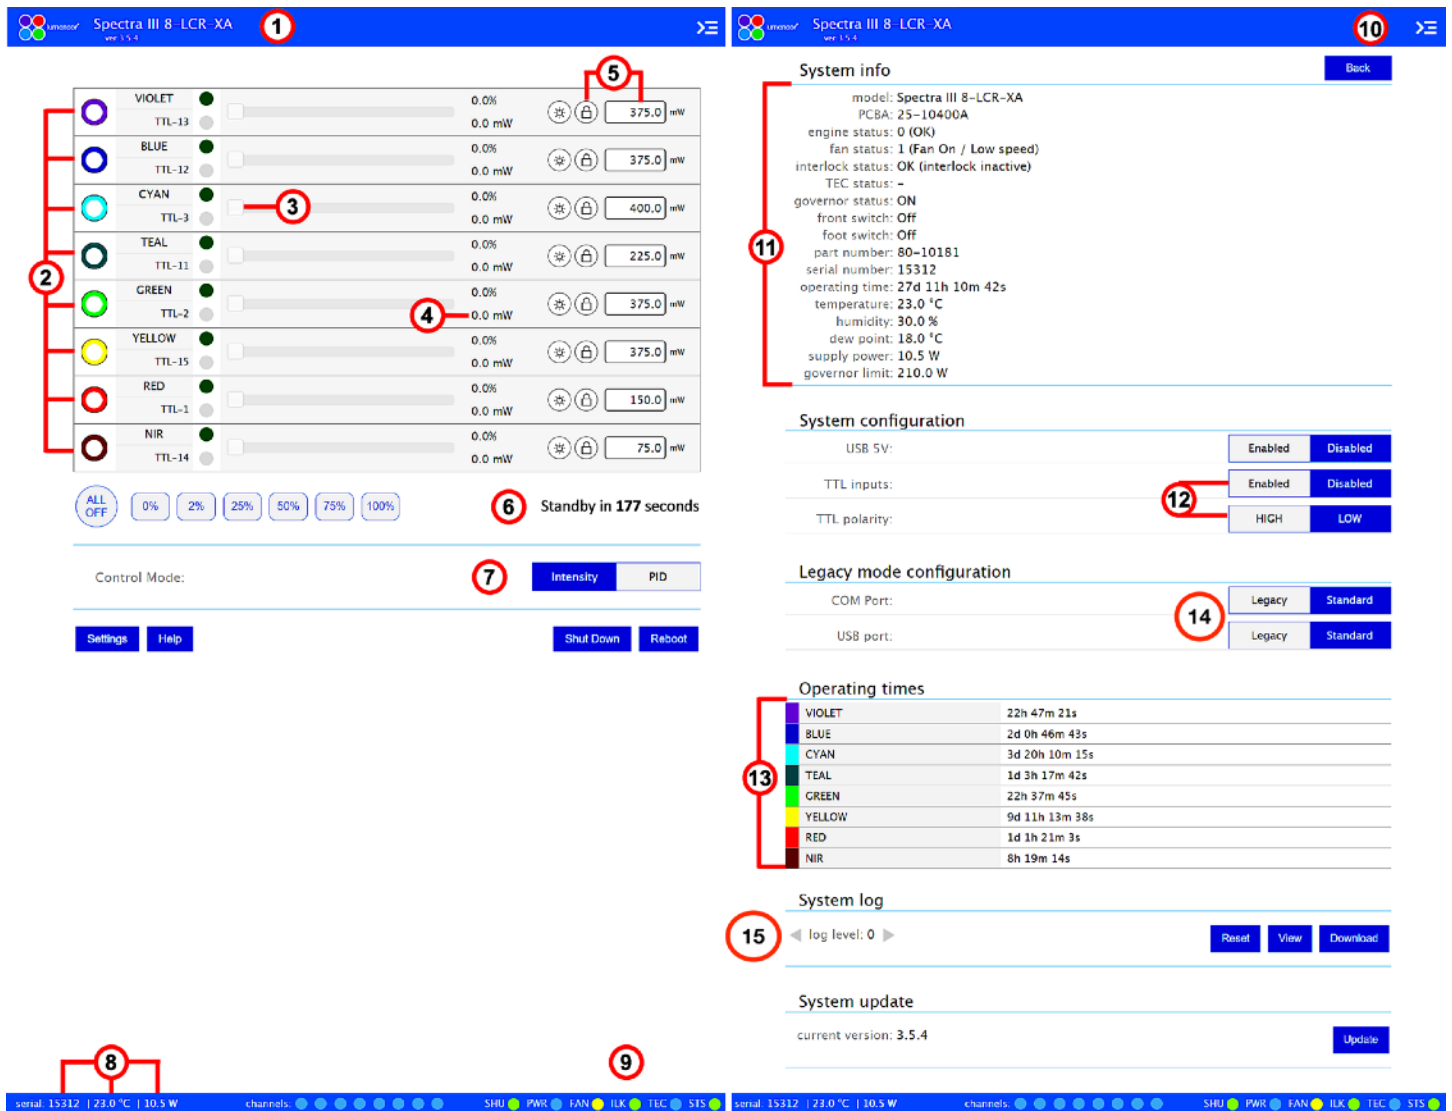 lumencor Spectra III 8-LCR-XA
ver 3.5.4
1
VIOLET 0.0% 5
TTL-13 0.0 mW 375.0 mW
BLUE
TTL-12 375.0 mW
CYAN 0.0%
TTL-3 0.0 mW 400.0 mW
3
TEAL 0.0%
TTL-11 0.0 mW 225.0 mW
2
GREEN 0.0%
TTL-2 0.0 mW 375.0 mW
4
YELLOW 0.0%
TTL-15 0.0 mW 375.0 mW
RED 0.0%
TTL-1 0.0 mW 150.0 mW
NIR 0.0%
TTL-14 0.0 mW 75.0 mW
ALL OFF 0% 2% 25% 50% 75% 100% 6 Standby in 177 seconds
Control Mode: 7 Intensity PID
Settings Help Shut Down Reboot
8
9
serial: 15312 | 23.0 °C | 10.5 W channels: SHU PWR FAN ILK TEC STS
lumencor Spectra III 8-LCR-XA
ver 3.5.4
10
System info Back
model: Spectra III 8-LCR-XA
PCBA: 25-10400A
engine status: 0 (OK)
fan status: 1 (Fan On / Low speed)
interlock status: OK (interlock inactive)
TEC status: -
governor status: ON
front switch: Off
foot switch: Off
11
part number: 80-10181
serial number: 15312
operating time: 27d 11h 10m 42s
temperature: 23.0 °C
humidity: 30.0 %
dew point: 18.0 °C
supply power: 10.5 W
governor limit: 210.0 W
System configuration
USB 5V: Enabled Disabled
TTL inputs: Enabled Disabled
12
TTL polarity: HIGH LOW
Legacy mode configuration
COM Port: Legacy Standard
14
USB port: Legacy Standard
Operating times
VIOLET 22h 47m 21s
BLUE 2d 0h 46m 43s
CYAN 3d 20h 10m 15s
13
TEAL 1d 3h 17m 42s
GREEN 22h 37m 45s
YELLOW 9d 11h 13m 38s
RED 1d 1h 21m 3s
NIR 8h 19m 14s
System log
15 log level: 0 Reset View Download
System update
current version: 3.5.4 Update
serial: 15312 | 23.0 °C | 10.5 W channels: SHU PWR FAN ILK TEC STS